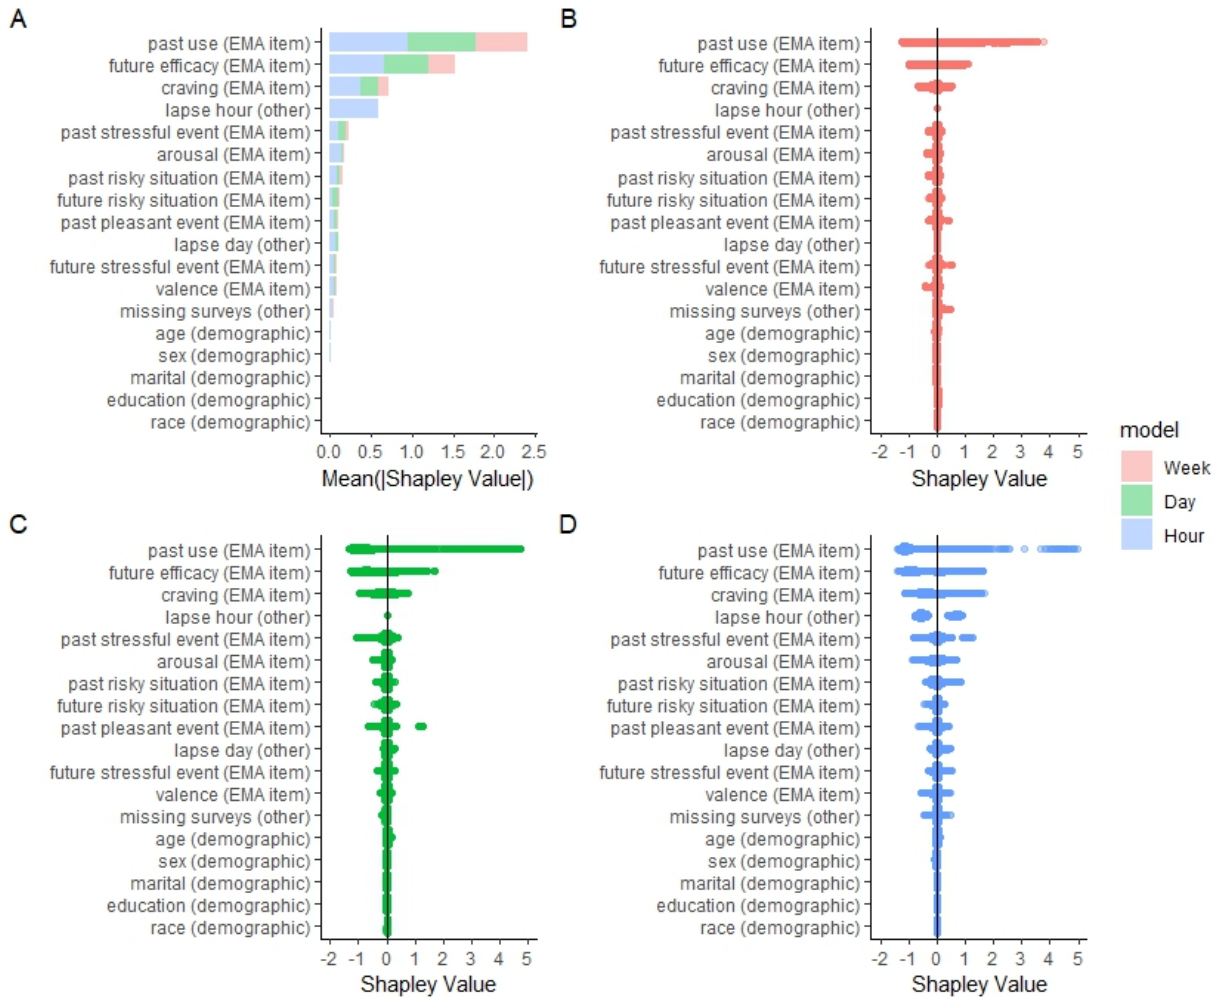 A
past use (EMA item)
future efficacy (EMA item)
craving (EMA item)
lapse hour (other)
past stressful event (EMA item)
arousal (EMA item)
past risky situation (EMA item)
future risky situation (EMA item)
past pleasant event (EMA item)
lapse day (other)
future stressful event (EMA item)
valence (EMA item)
missing surveys (other)
age (demographic)
sex (demographic)
marital (demographic)
education (demographic)
race (demographic)
0.0 0.5 1.0 1.5 2.0 2.5
Mean(|Shapley Value|)
B
past use (EMA item)
future efficacy (EMA item)
craving (EMA item)
lapse hour (other)
past stressful event (EMA item)
arousal (EMA item)
past risky situation (EMA item)
future risky situation (EMA item)
past pleasant event (EMA item)
lapse day (other)
future stressful event (EMA item)
valence (EMA item)
missing surveys (other)
age (demographic)
sex (demographic)
marital (demographic)
education (demographic)
race (demographic)
-2 -1 0 1 2 3 4 5
Shapley Value
model
Week
Day
Hour
C
past use (EMA item)
future efficacy (EMA item)
craving (EMA item)
lapse hour (other)
past stressful event (EMA item)
arousal (EMA item)
past risky situation (EMA item)
future risky situation (EMA item)
past pleasant event (EMA item)
lapse day (other)
future stressful event (EMA item)
valence (EMA item)
missing surveys (other)
age (demographic)
sex (demographic)
marital (demographic)
education (demographic)
race (demographic)
-2 -1 0 1 2 3 4 5
Shapley Value
D
past use (EMA item)
future efficacy (EMA item)
craving (EMA item)
lapse hour (other)
past stressful event (EMA item)
arousal (EMA item)
past risky situation (EMA item)
future risky situation (EMA item)
past pleasant event (EMA item)
lapse day (other)
future stressful event (EMA item)
valence (EMA item)
missing surveys (other)
age (demographic)
sex (demographic)
marital (demographic)
education (demographic)
race (demographic)
-2 -1 0 1 2 3 4 5
Shapley Value